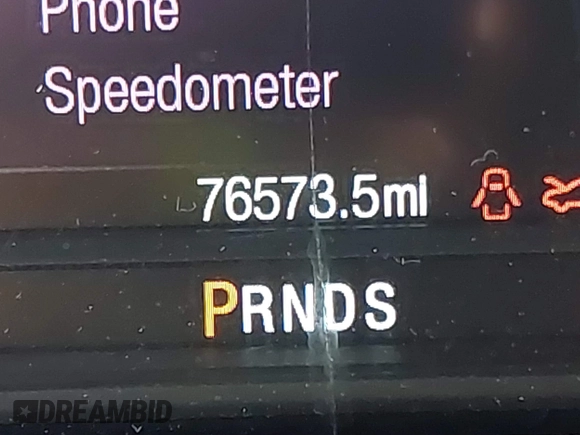 Phone
Speedometer
76573.5mi
PRNDS
DREAMBID